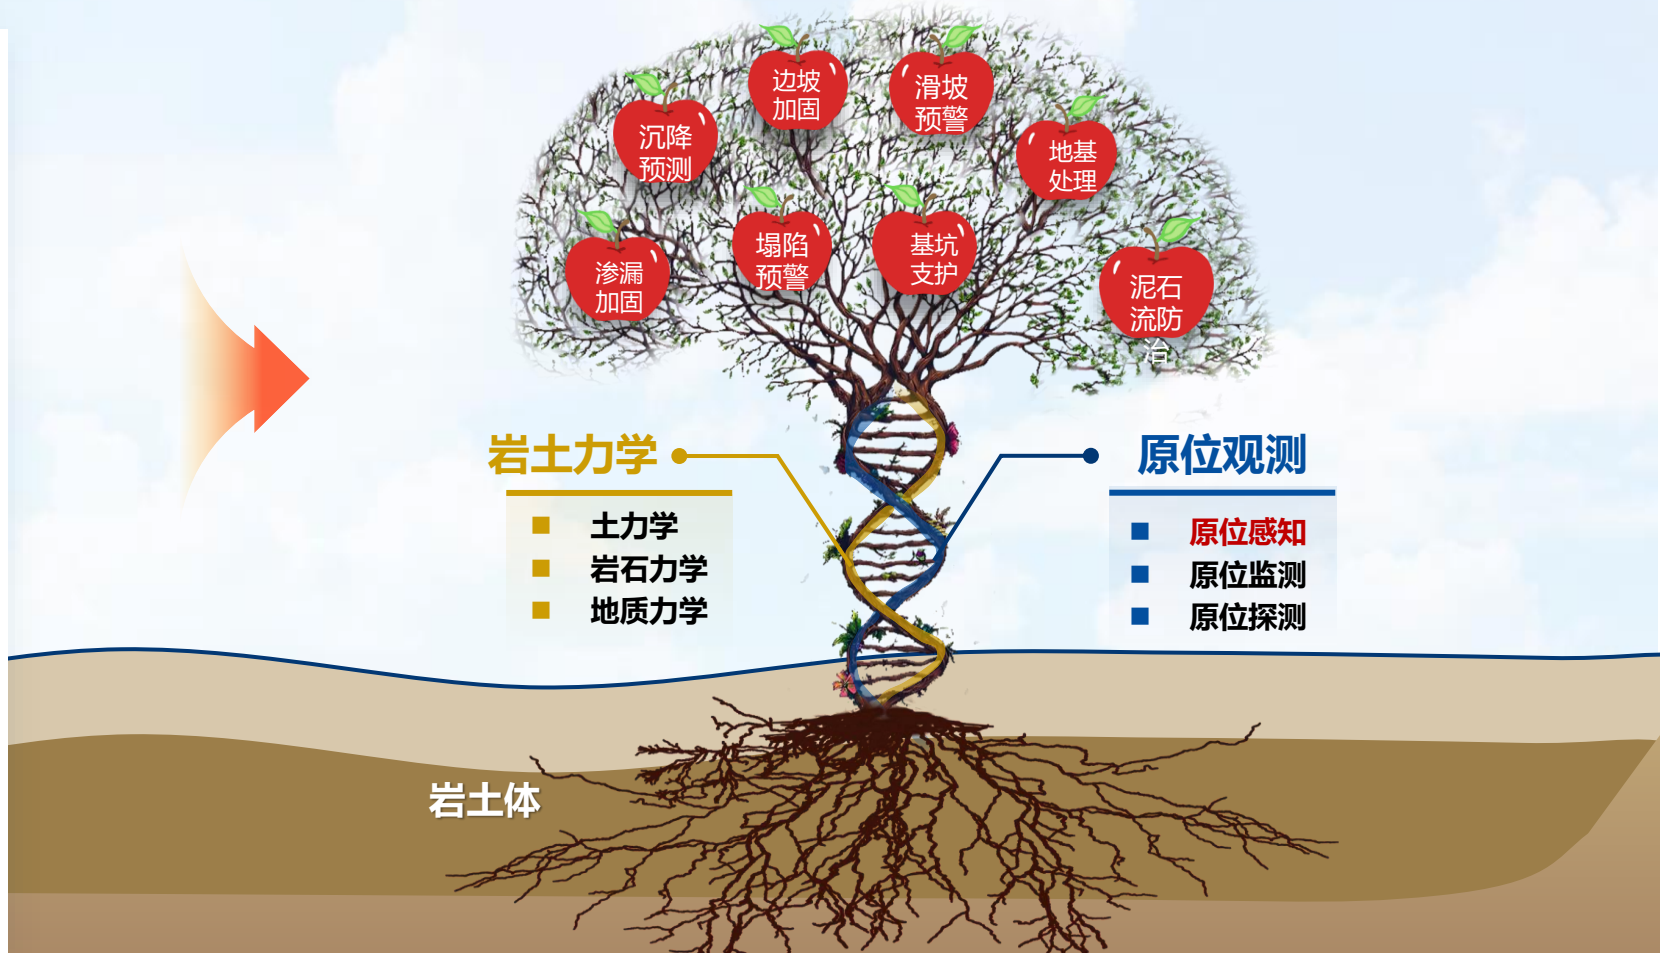 边坡
加固
滑坡
预警
沉降
预测
地基
处理
塌陷
预警
基坑
支护
渗漏
加固
泥石
流防
治
岩土力学
土力学
岩石力学
地质力学
原位观测
原位感知
原位监测
原位探测
岩土体